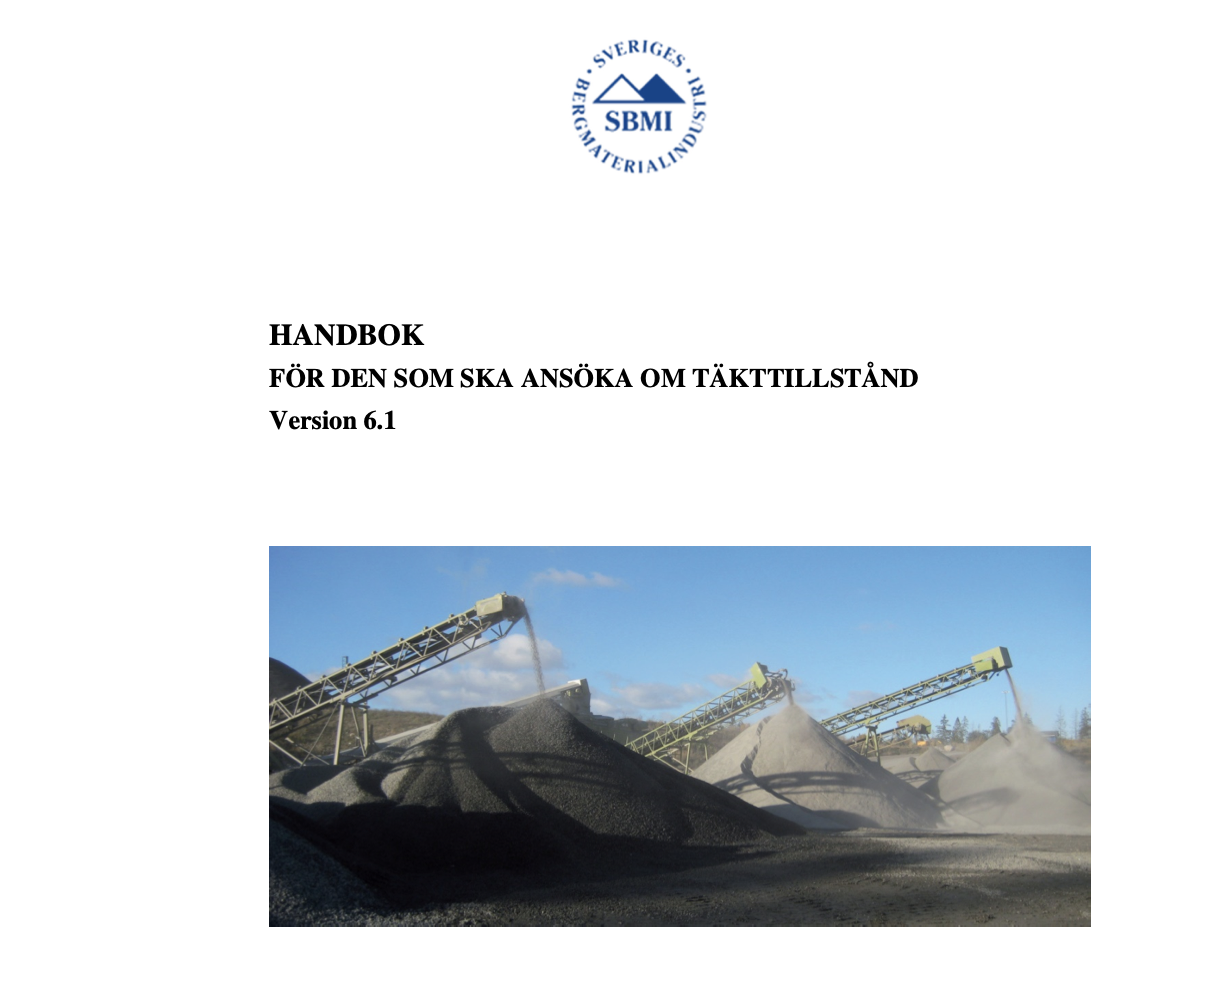 · SVERIGES ·
BERGMATERIALINDUSTRI
SBMI
HANDBOK
FÖR DEN SOM SKA ANSÖKA OM TÄKTTILLSTÅND
Version 6.1